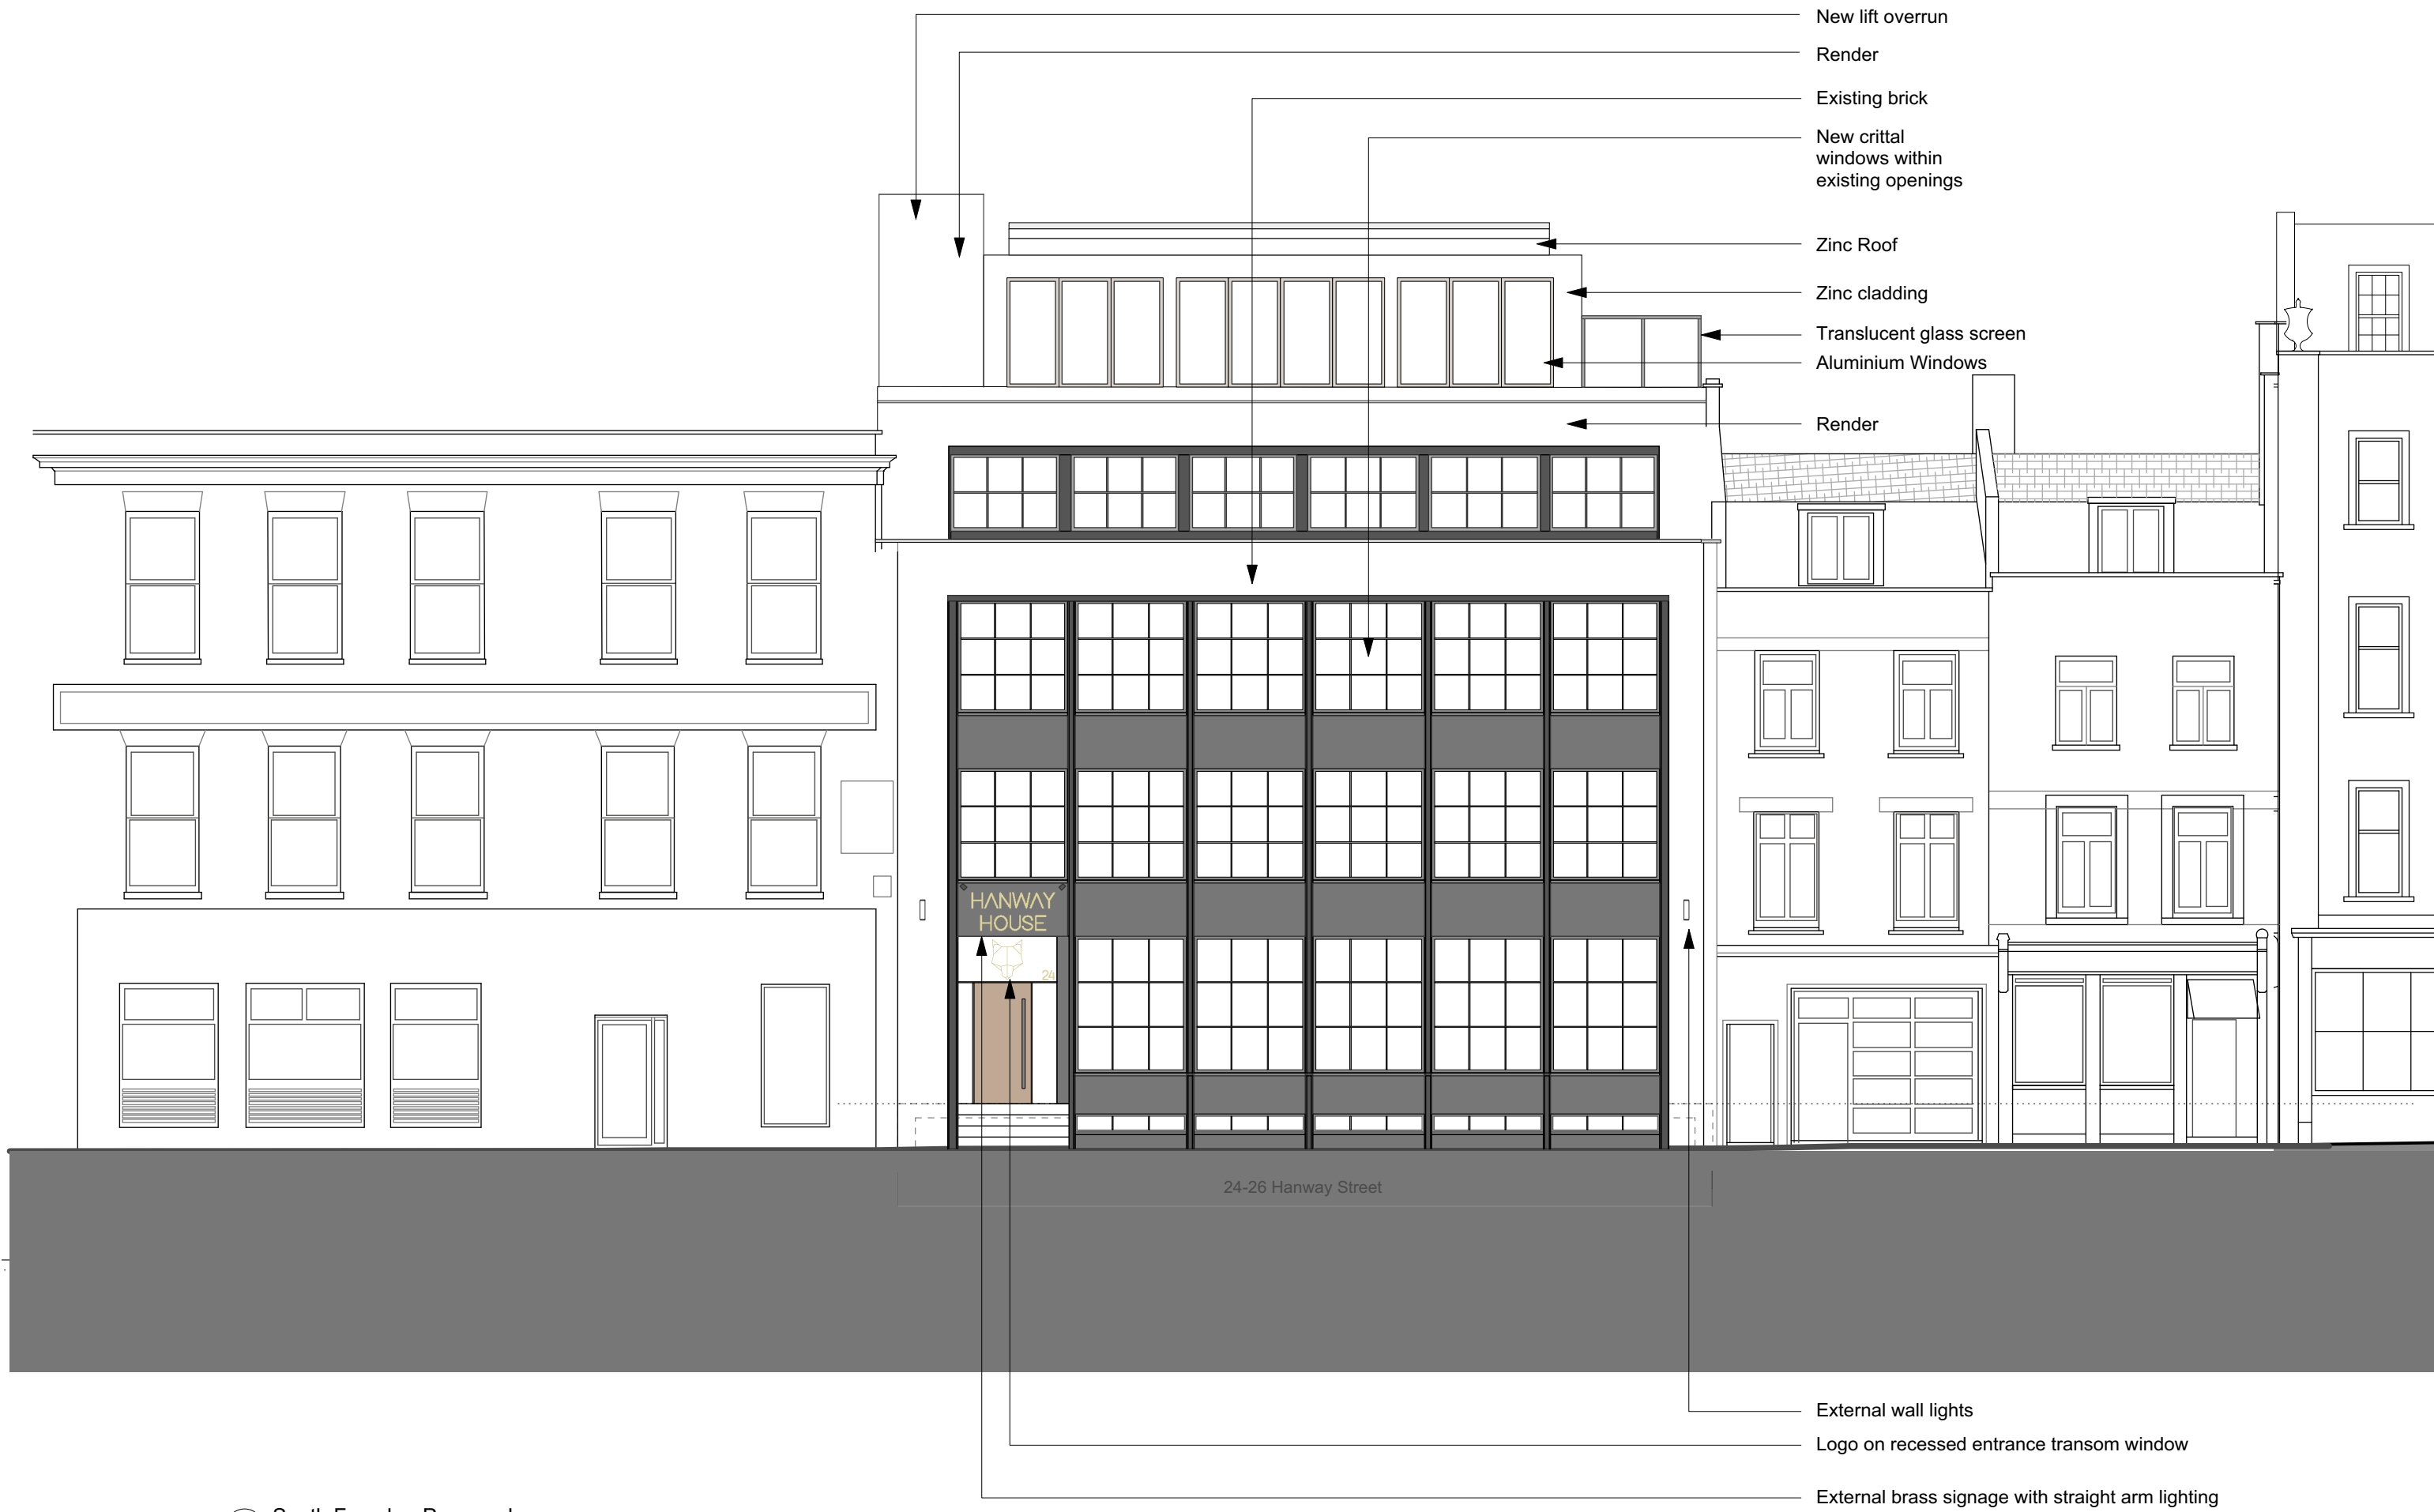 New lift overrun
Render
Existing brick
New crittal
windows within
existing openings
Zinc Roof
Zinc cladding
Translucent glass screen
Aluminium Windows
Render
HANWAY
HOUSE
24
24-26 Hanway Street
External wall lights
Logo on recessed entrance transom window
External brass signage with straight arm lighting